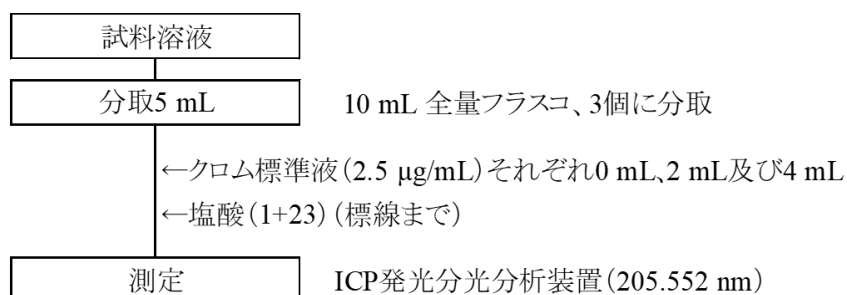 試料溶液
分取5 mL 10 mL 全量フラスコ、3個に分取
←クロム標準液(2.5 μg/mL)それぞれ0 mL、2 mL及び4 mL
←塩酸(1+23) (標線まで)
測定 ICP発光分光分析装置(205.552 nm)